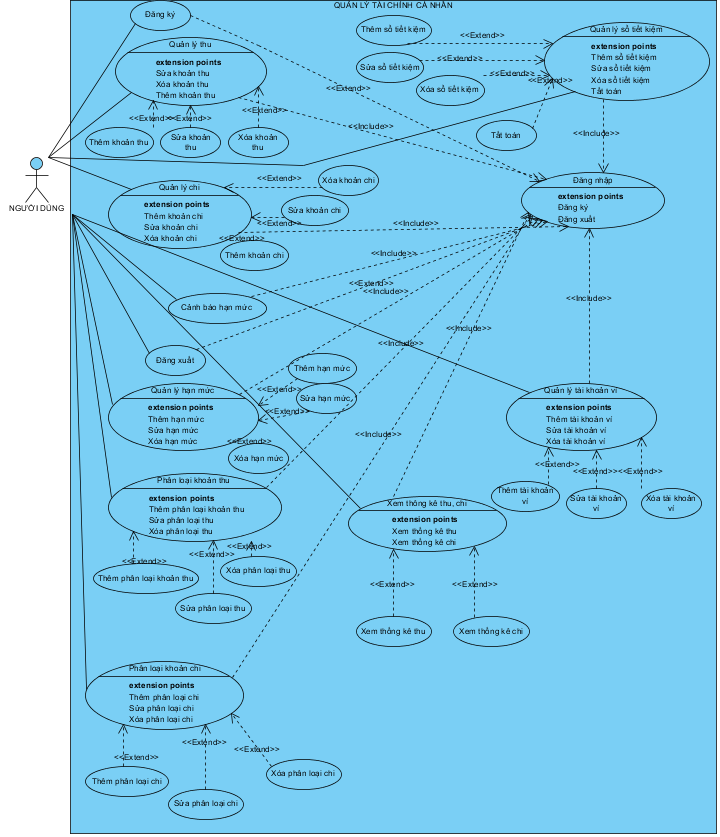 QUẢN LÝ TÀI CHÍNH CÁ NHÂN
Đăng ký
Quản lý thu
extension points
Sửa khoản thu
Xóa khoản thu
Thêm khoản thu
<<Extend>>
<<Extend>>
<<Extend>>
Thêm khoản thu
Sửa khoản
thu
Xóa khoản
thu
Thêm sổ tiết kiệm
Sửa sổ tiết kiệm
Xóa sổ tiết kiệm
Tất toán
<<Extend>>
<<Extend>>
<<Extend>>
<<Extend>>
Quản lý sổ tiết kiệm
extension points
Thêm sổ tiết kiệm
Sửa sổ tiết kiệm
Xóa sổ tiết kiệm
Tất toán
<<Extend>>
<<Include>>
<<Include>>
NGƯỜI DÙNG
Đăng nhập
extension points
Đăng ký
Đăng xuất
Quản lý chi
extension points
Thêm khoản chi
Sửa khoản chi
Xóa khoản chi
<<Extend>>
<<Extend>>
<<Extend>>
Xóa khoản chi
Sửa khoản chi
Thêm khoản chi
<<Include>>
<<Include>>
<<Extend>>
<<Include>>
<<Include>>
<<Include>>
<<Include>>
<<Include>>
Cảnh báo hạn mức
Đăng xuất
Quản lý hạn mức
extension points
Thêm hạn mức
Sửa hạn mức
Xóa hạn mức
<<Extend>>
<<Extend>>
<<Extend>>
Thêm hạn mức
Sửa hạn mức
Xóa hạn mức
Quản lý tài khoản ví
extension points
Thêm tài khoản ví
Sửa tài khoản ví
Xóa tài khoản ví
<<Extend>>
<<Extend>>
<<Extend>>
Thêm tài khoản
ví
Sửa tài khoản
ví
Xóa tài khoản
ví
Phân loại khoản thu
extension points
Thêm phân loại khoản thu
Sửa phân loại thu
Xóa phân loại thu
<<Extend>>
<<Extend>>
<<Extend>>
Thêm phân loại khoản thu
Sửa phân loại thu
Xóa phân loại thu
Xem thống kê thu, chi
extension points
Xem thống kê thu
Xem thống kê chi
<<Extend>>
<<Extend>>
Xem thống kê thu
Xem thống kê chi
<<Include>>
Phân loại khoản chi
extension points
Thêm phân loại chi
Sửa phân loại chi
Xóa phân loại chi
<<Extend>>
<<Extend>>
<<Extend>>
Thêm phân loại chi
Sửa phân loại chi
Xóa phân loại chi